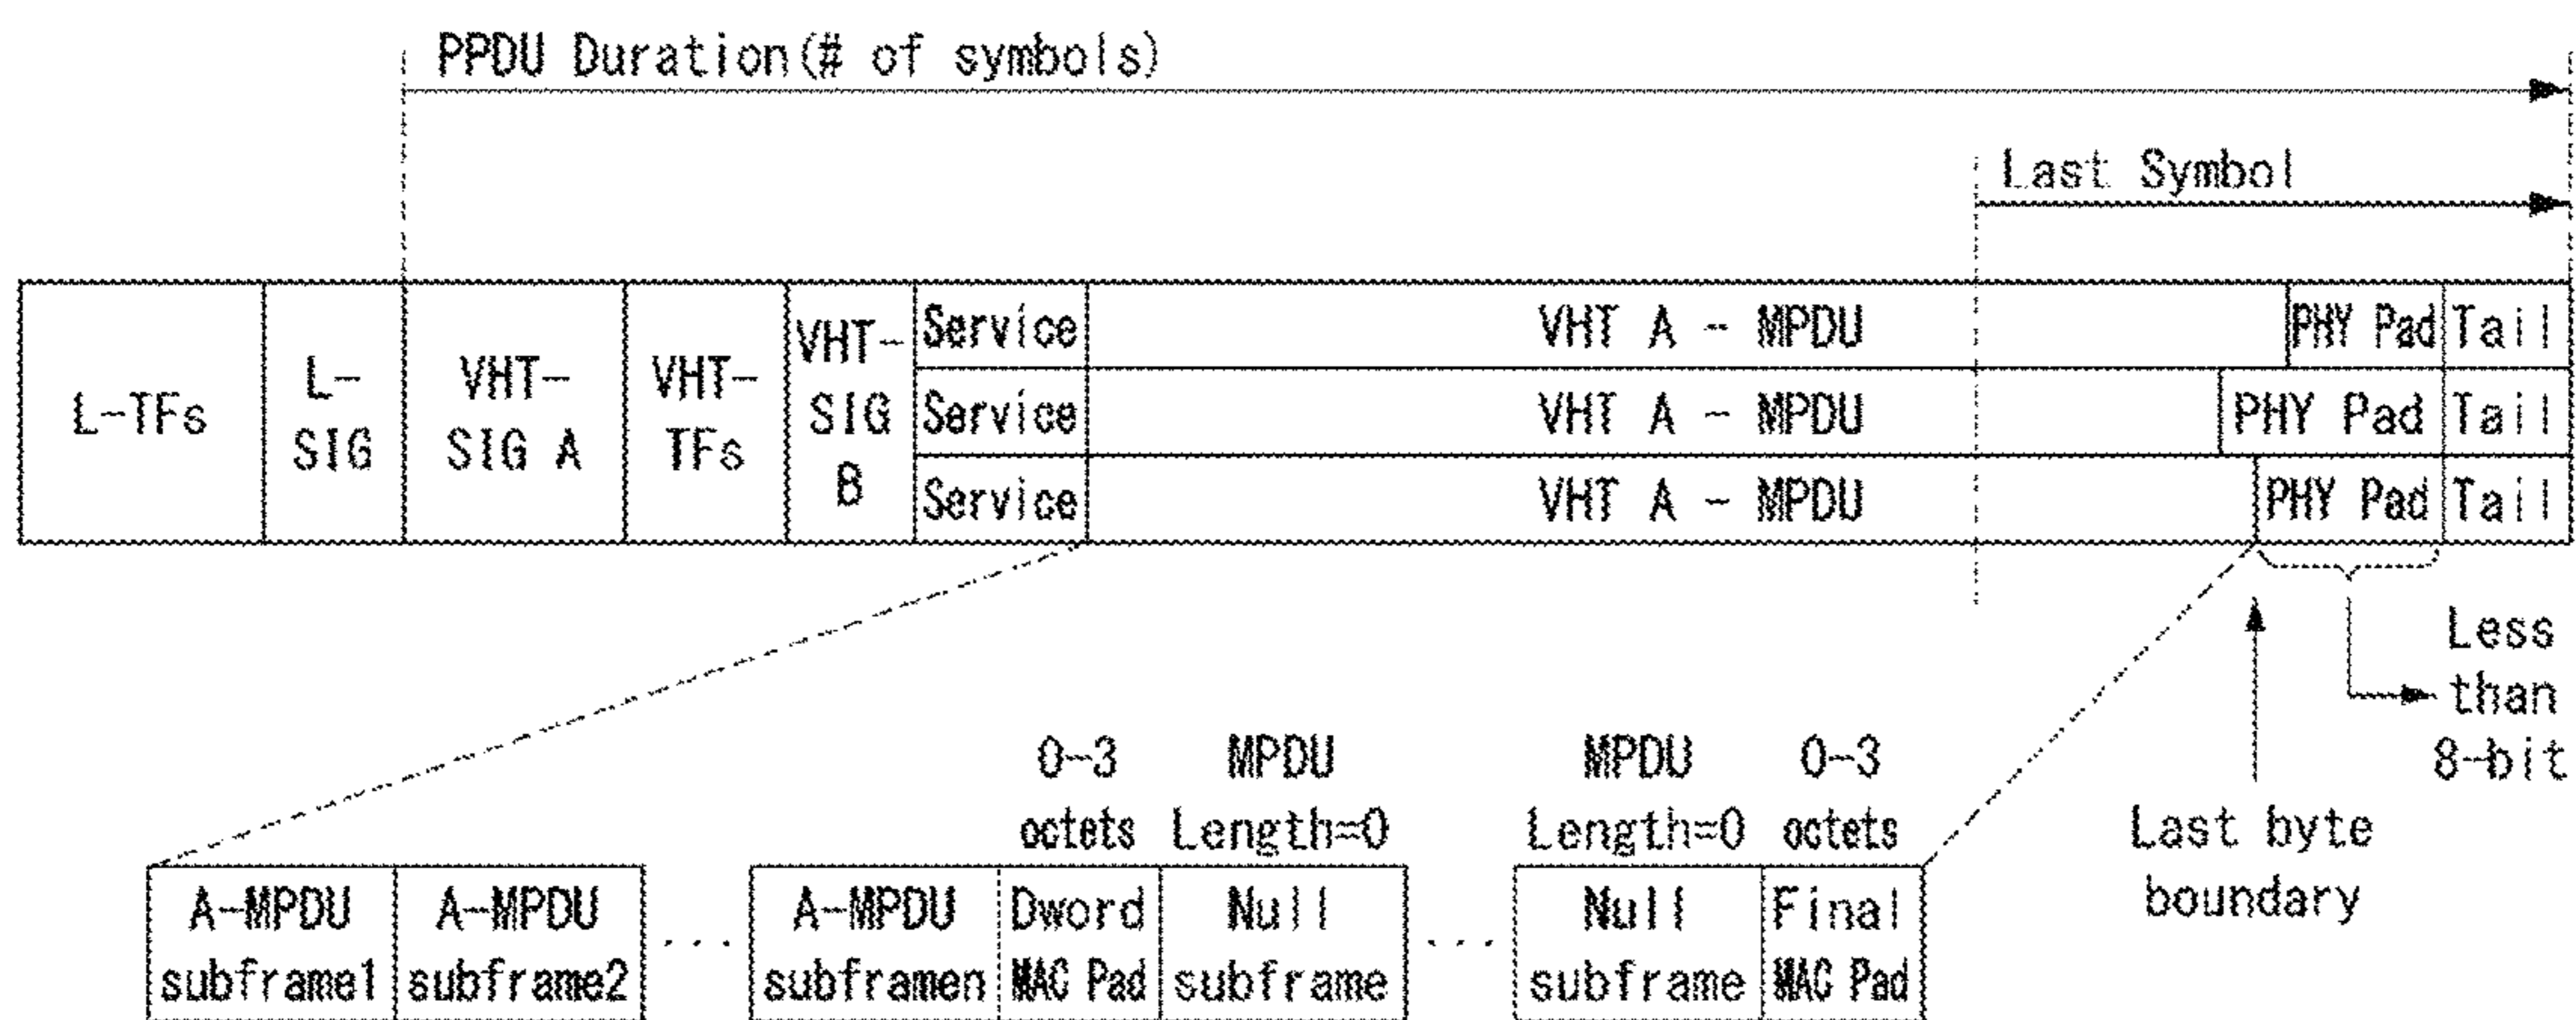 PPDU Duration(# of symbols)
Last Symbol
L-TFs
L-
SIG
VHT-
SIG A
VHT-
TFs
VHT-
SIG
B
Service
VHT A - MPDU
PHY Pad
Tail
Service
VHT A - MPDU
PHY Pad
Tail
Service
VHT A - MPDU
PHY Pad
Tail
Less
than
8-bit
Last byte
boundary
0-3
octets
MPDU
Length=0
MPDU
Length=0
0-3
octets
A-MPDU
subframe1
A-MPDU
subframe2
...
A-MPDU
subframen
Dword
MAC Pad
Null
subframe
...
Null
subframe
Final
MAC Pad